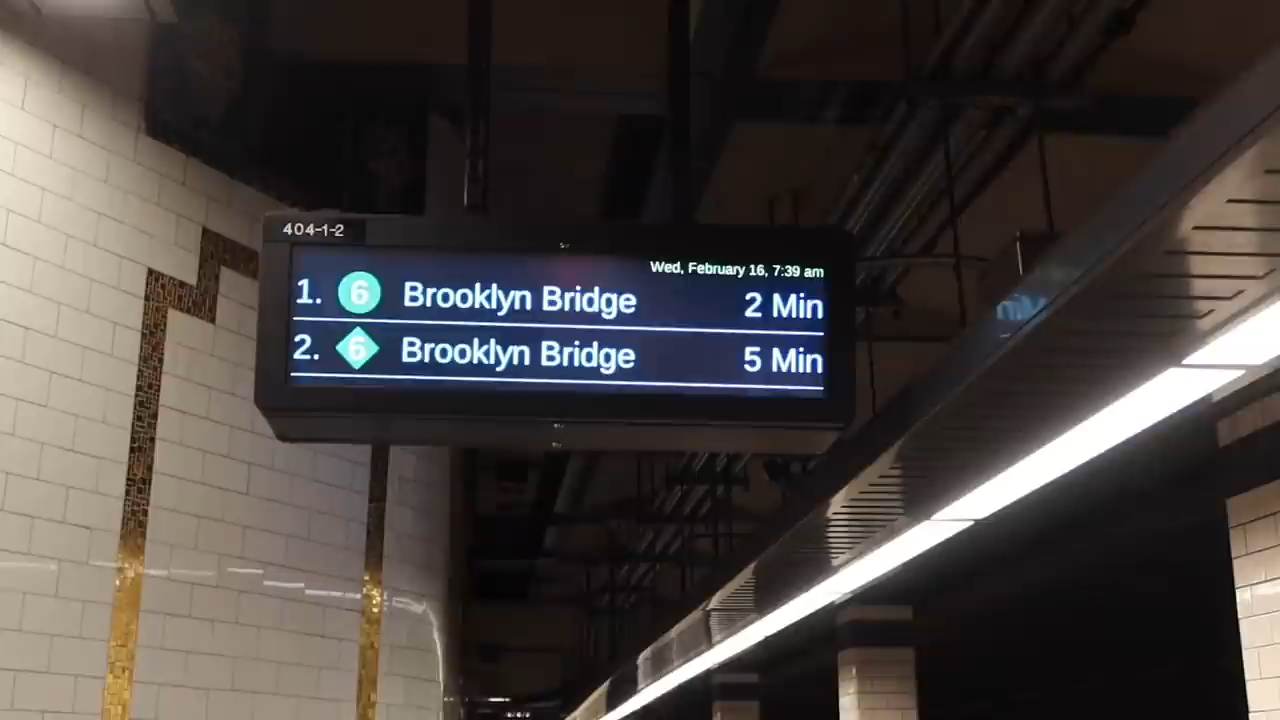 404-1-2
Wed, February 16, 7:39 am
1. 6 Brooklyn Bridge 2 Min
2. 6 Brooklyn Bridge 5 Min